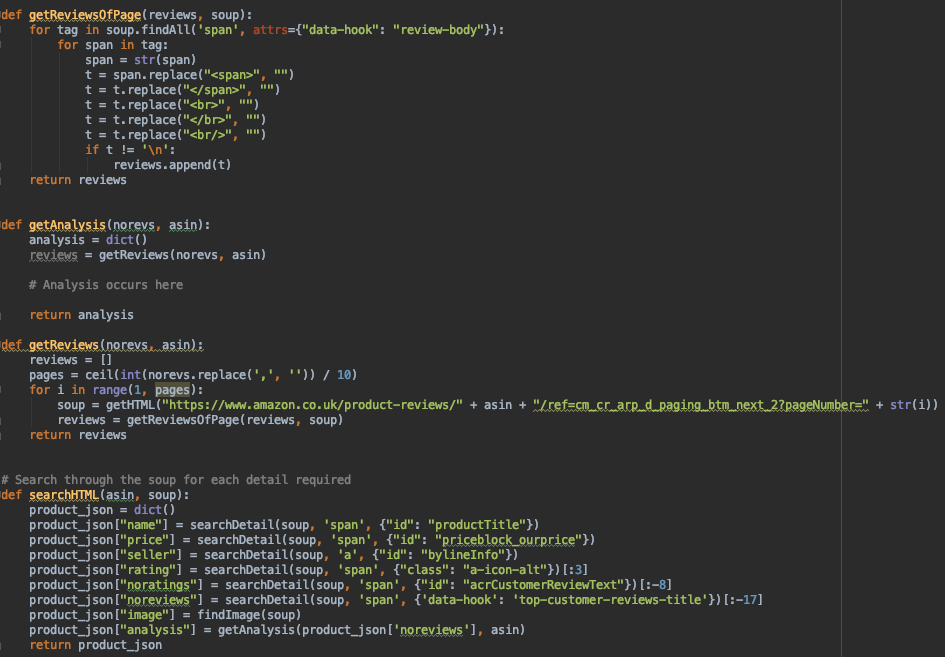 def getReviewsOfPage(reviews, soup):
    for tag in soup.findAll('span', attrs={"data-hook": "review-body"}):
        for span in tag:
            span = str(span)
            t = span.replace("<span>", "")
            t = t.replace("</span>", "")
            t = t.replace("<br>", "")
            t = t.replace("</br>", "")
            t = t.replace("<br/>", "")
            if t != '\n':
                reviews.append(t)
    return reviews
def getAnalysis(norevs, asin):
    analysis = dict()
    reviews = getReviews(norevs, asin)
    # Analysis occurs here
    return analysis
def getReviews(norevs, asin):
    reviews = []
    pages = ceil(int(norevs.replace(',', '')) / 10)
    for i in range(1, pages):
        soup = getHTML("https://www.amazon.co.uk/product-reviews/" + asin + "/ref=cm_cr_arp_d_paging_btm_next_2?pageNumber=" + str(i))
        reviews = getReviewsOfPage(reviews, soup)
    return reviews
# Search through the soup for each detail required
def searchHTML(asin, soup):
    product_json = dict()
    product_json["name"] = searchDetail(soup, 'span', {"id": "productTitle"})
    product_json["price"] = searchDetail(soup, 'span', {"id": "priceblock_ourprice"})
    product_json["seller"] = searchDetail(soup, 'a', {"id": "bylineInfo"})
    product_json["rating"] = searchDetail(soup, 'span', {"class": "a-icon-alt"})[:3]
    product_json["noratings"] = searchDetail(soup, 'span', {"id": "acrCustomerReviewText"})[:-8]
    product_json["noreviews"] = searchDetail(soup, 'span', {'data-hook': 'top-customer-reviews-title'})[:-17]
    product_json["image"] = findImage(soup)
    product_json["analysis"] = getAnalysis(product_json['noreviews'], asin)
    return product_json